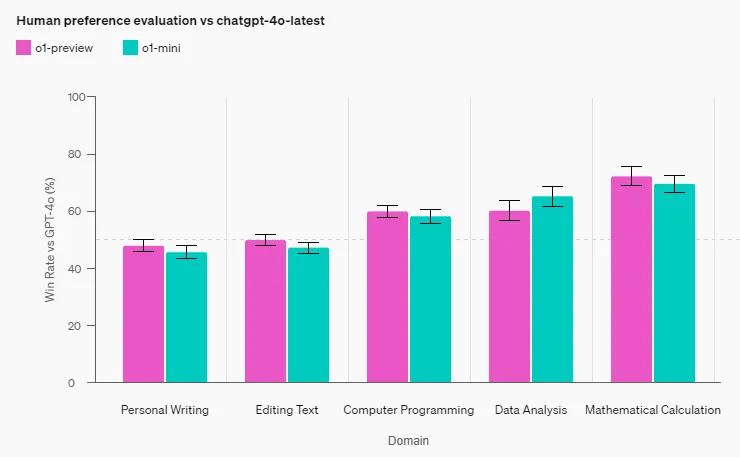 Human preference evaluation vs chatgpt-4o-latest
o1-preview o1-mini
Win Rate vs GPT-4o (%)
100
80
60
40
20
0
Personal Writing Editing Text Computer Programming Data Analysis Mathematical Calculation
Domain